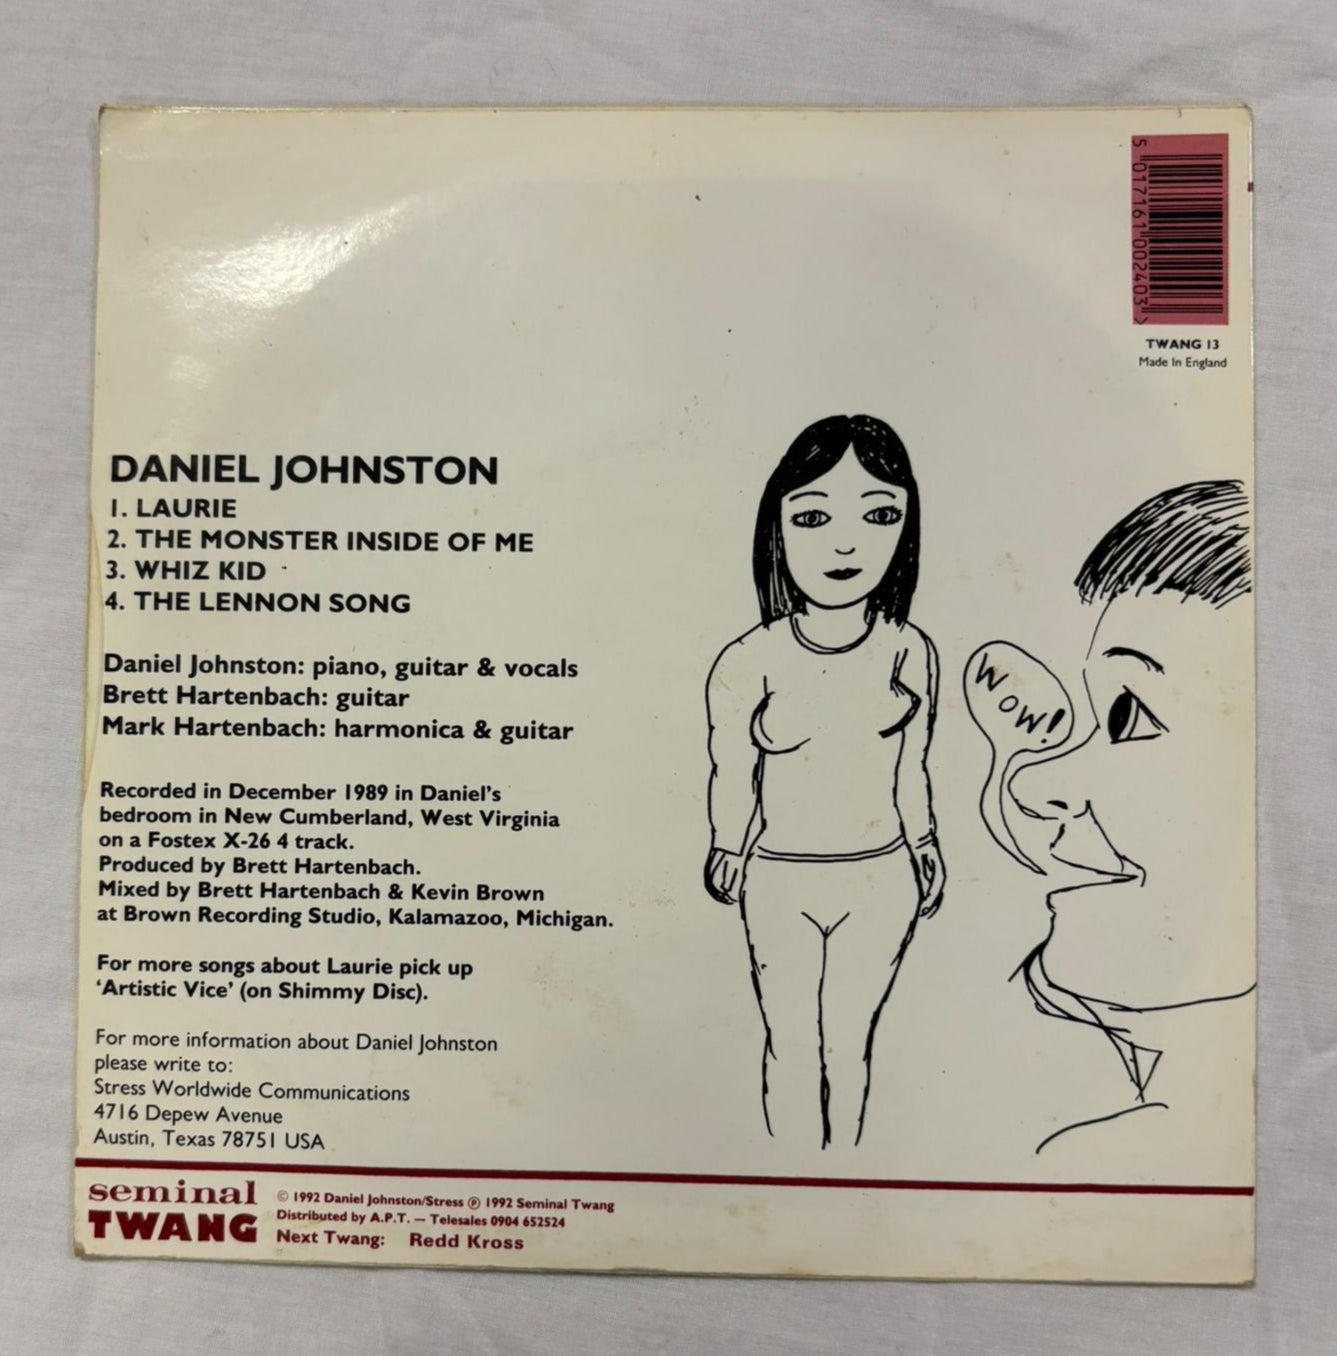 5 017161 002403 >
TWANG 13
Made In England
DANIEL JOHNSTON
1. LAURIE
2. THE MONSTER INSIDE OF ME
3. WHIZ KID
4. THE LENNON SONG
Daniel Johnston: piano, guitar & vocals
Brett Hartenbach: guitar
Mark Hartenbach: harmonica & guitar
Recorded in December 1989 in Daniel's
bedroom in New Cumberland, West Virginia
on a Fostex X-26 4 track.
Produced by Brett Hartenbach.
Mixed by Brett Hartenbach & Kevin Brown
at Brown Recording Studio, Kalamazoo, Michigan.
For more songs about Laurie pick up
'Artistic Vice' (on Shimmy Disc).
For more information about Daniel Johnston
please write to:
Stress Worldwide Communications
4716 Depew Avenue
Austin, Texas 78751 USA
WOW!
seminal
TWANG
© 1992 Daniel Johnston/Stress ℗ 1992 Seminal Twang
Distributed by A.P.T. — Telesales 0904 652524
Next Twang: Redd Kross